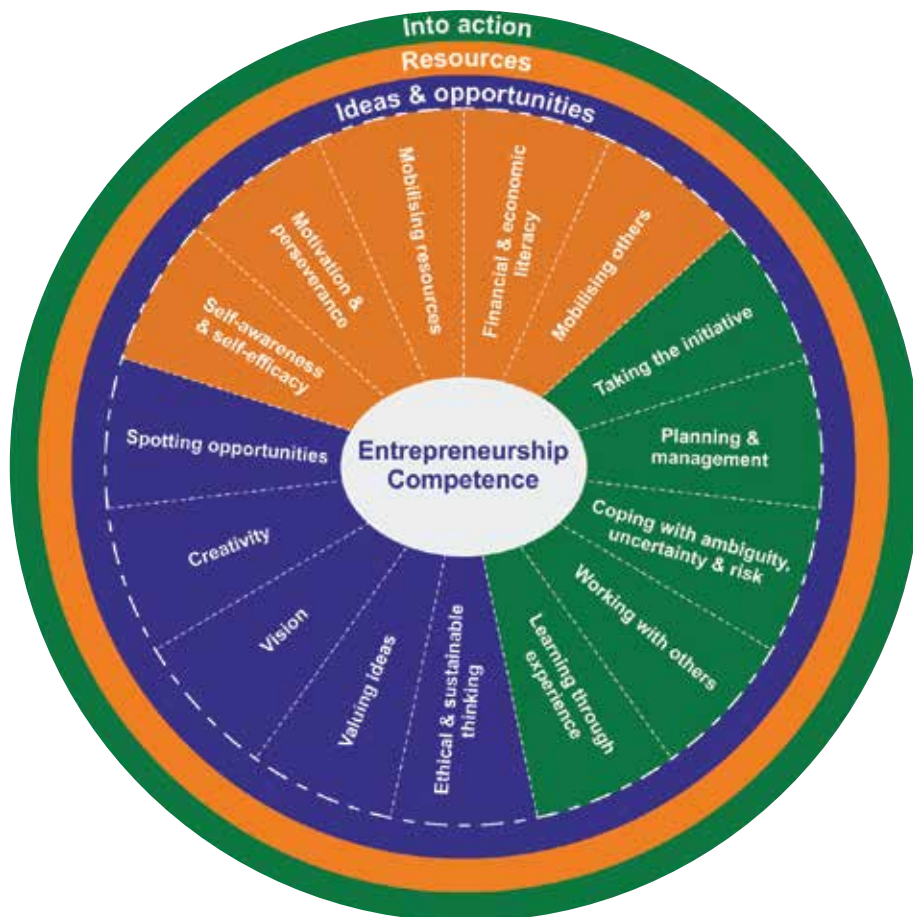 Into action
Resources
Ideas & opportunities
Mobilising resources
Financial & economic
literacy
Mobilising others
Motivation &
perseverance
Self-awareness
& self-efficacy
Taking the initiative
Planning &
management
Coping with ambiguity,
uncertainty & risk
Working with others
Learning through
experience
Entrepreneurship
Competence
Spotting opportunities
Creativity
Vision
Valuing ideas
Ethical & sustainable
thinking